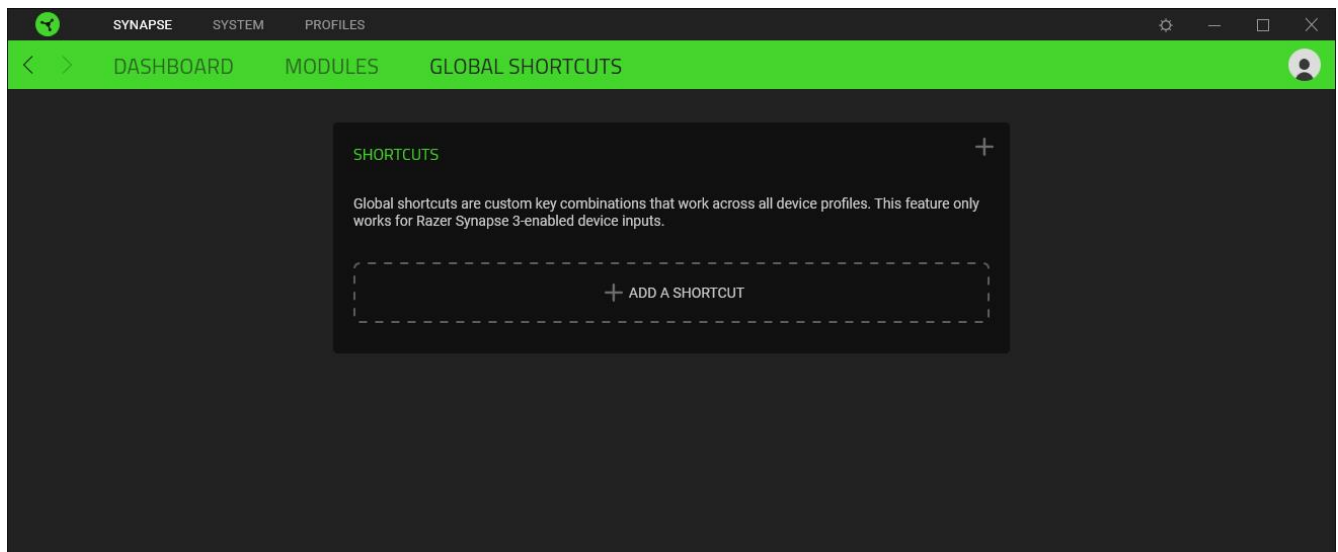 SYNAPSE SYSTEM PROFILES
DASHBOARD MODULES GLOBAL SHORTCUTS
SHORTCUTS
Global shortcuts are custom key combinations that work across all device profiles. This feature only
works for Razer Synapse 3-enabled device inputs.
ADD A SHORTCUT